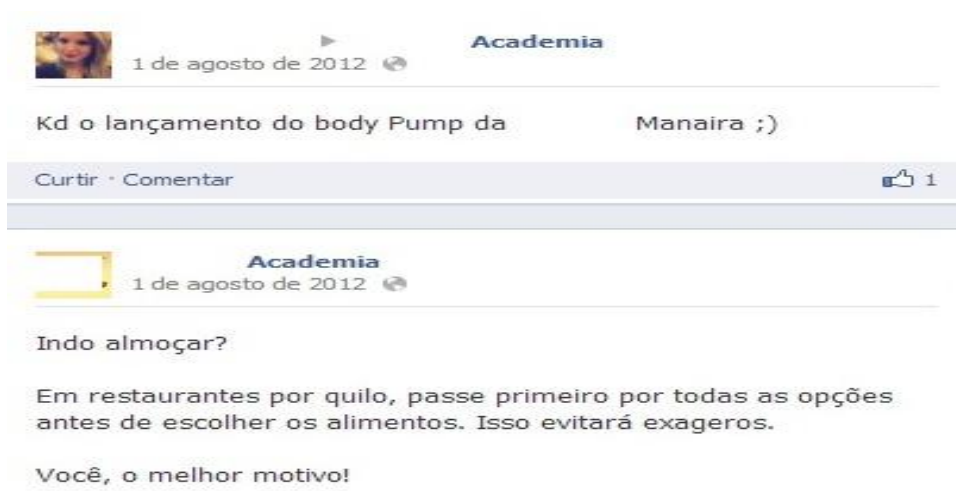 Academia
1 de agosto de 2012
Kd o lançamento do body Pump da Manaira ;)
Curtir · Comentar 1
Academia
1 de agosto de 2012
Indo almoçar?
Em restaurantes por quilo, passe primeiro por todas as opções
antes de escolher os alimentos. Isso evitará exageros.
Você, o melhor motivo!